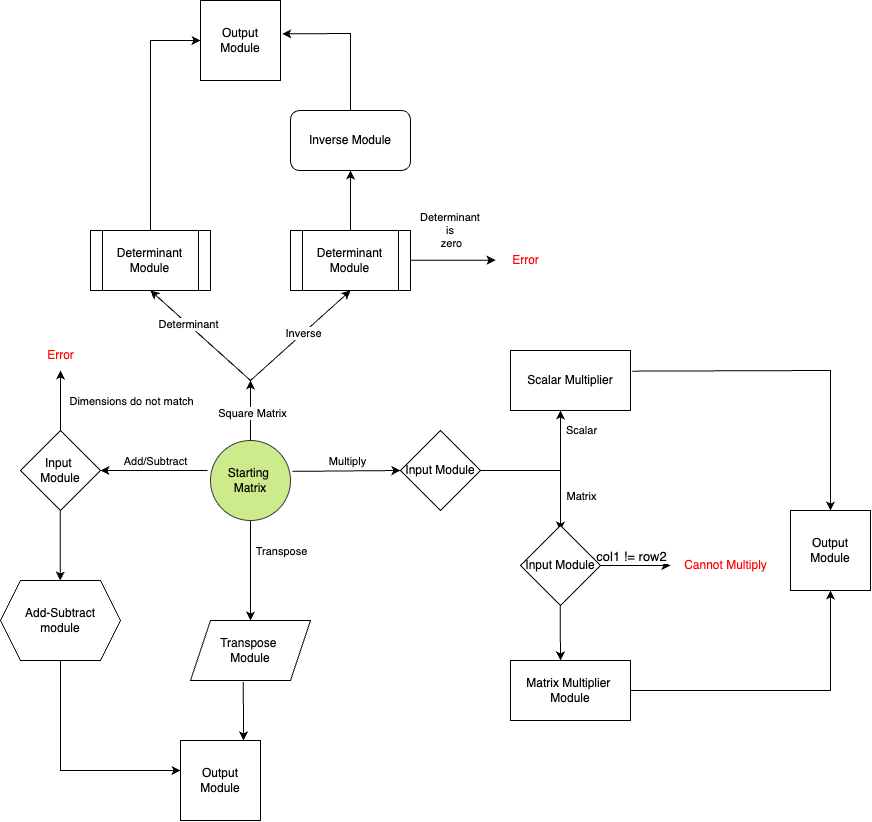 Output
Module
Inverse Module
Determinant
Module
Determinant
Module
Determinant
is
zero
Error
Determinant
Inverse
Error
Dimensions do not match
Square Matrix
Scalar Multiplier
Scalar
Input
Module
Add/Subtract
Starting
Matrix
Multiply
Input Module
Matrix
Output
Module
Transpose
Input Module
col1 != row2
Cannot Multiply
Add-Subtract
module
Transpose
Module
Matrix Multiplier
Module
Output
Module